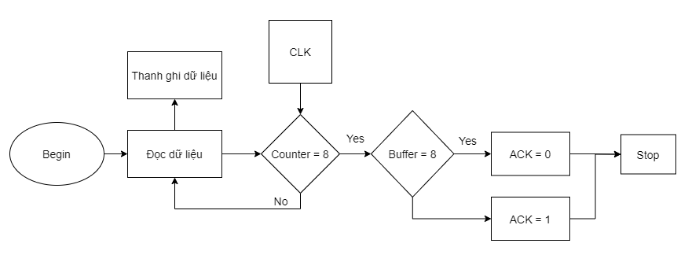 CLK
Thanh ghi dữ liệu
Begin
Đọc dữ liệu
Counter = 8
Yes
Buffer = 8
Yes
ACK = 0
Stop
No
ACK = 1